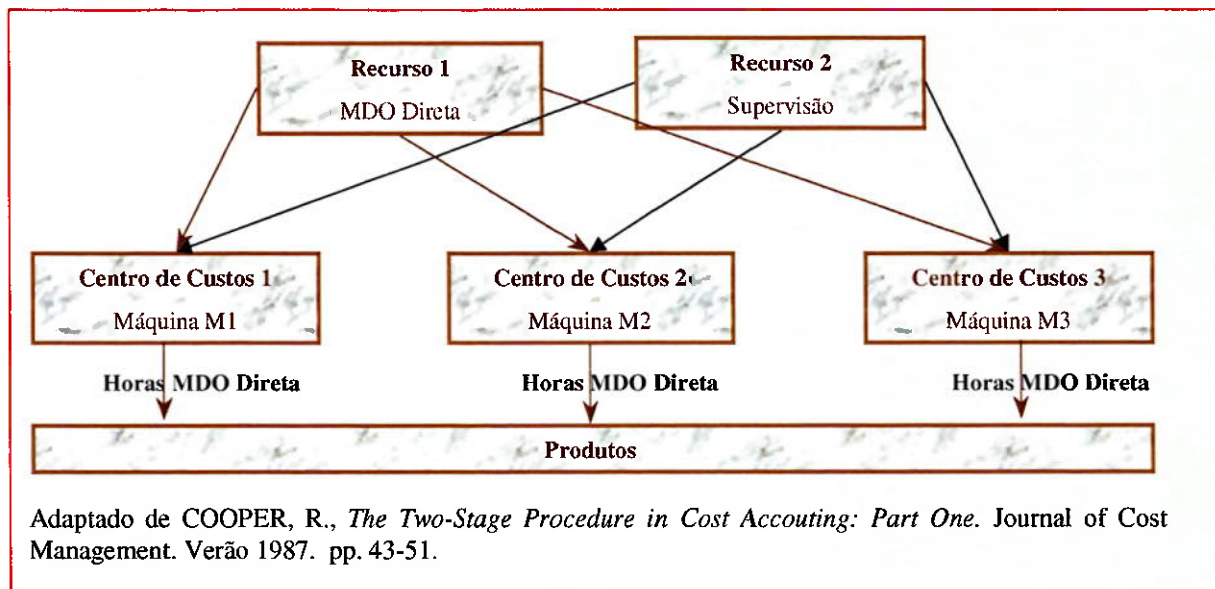 Recurso 1
MDO Direta
Recurso 2
Supervisão
Centro de Custos 1
Máquina M1
Centro de Custos 2
Máquina M2
Centro de Custos 3
Máquina M3
Horas MDO Direta
Horas MDO Direta
Horas MDO Direta
Produtos
Adaptado de COOPER, R., The Two-Stage Procedure in Cost Accouting: Part One. Journal of Cost
Management. Verão 1987. pp. 43-51.